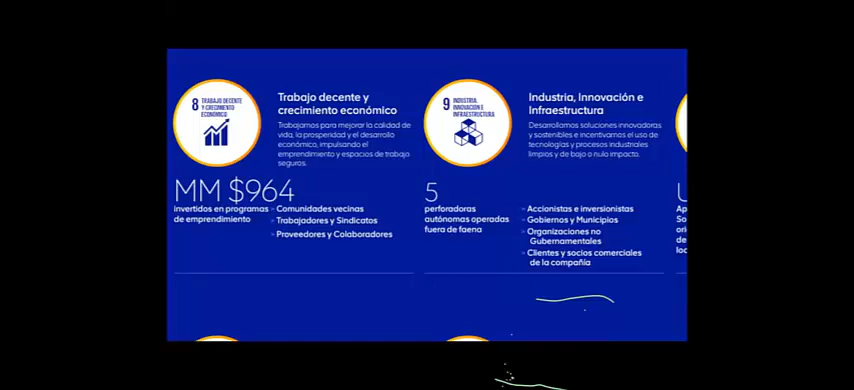 8 TRABAJO DECENTE
Y CRECIMIENTO
ECONÓMICO
Trabajo decente y
crecimiento económico
Trabajamos para mejorar la calidad de
vida, la prosperidad y el desarrollo
económico, impulsando el
emprendimiento y espacios de trabajo
seguros.
MM $964
invertidos en programas
de emprendimiento
Comunidades vecinas
Trabajadores y Sindicatos
Proveedores y Colaboradores
9 INDUSTRIA,
INNOVACIÓN E
INFRAESTRUCTURA
Industria, Innovación e
Infraestructura
Desarrollamos soluciones innovadoras
y sostenibles e incentivamos el uso de
tecnologías y procesos industriales
limpios y de bajo o nulo impacto.
5
perforadoras
autónomas operadas
fuera de faena
Accionistas e inversionistas
Gobiernos y Municipios
Organizaciones no
Gubernamentales
Clientes y socios comerciales
de la compañía